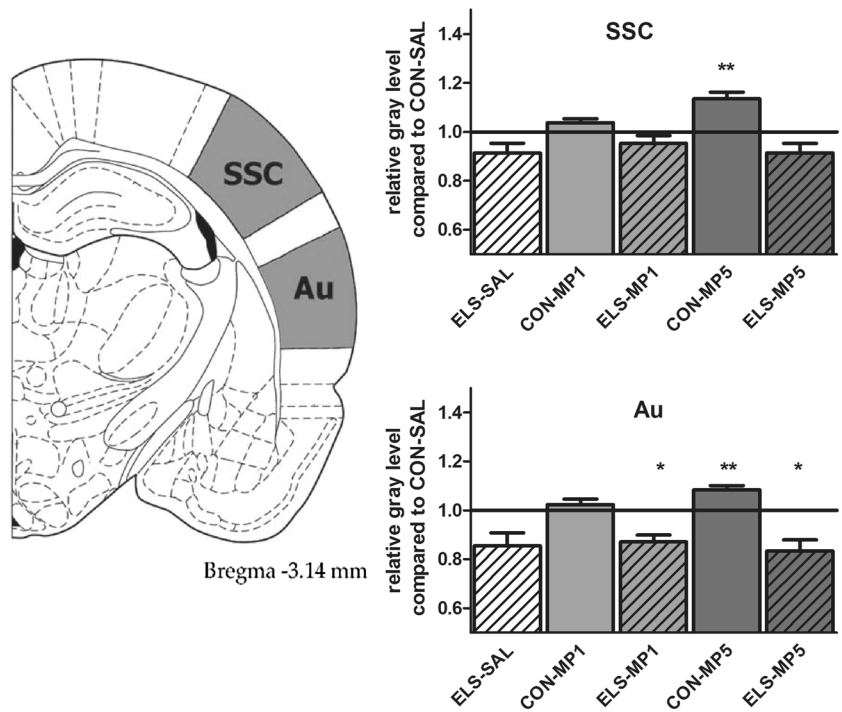 SSC
Au
Bregma -3.14 mm
SSC
relative gray level
compared to CON-SAL
1.4
1.2
1.0
0.8
0.6
**
ELS-SAL
CON-MP1
ELS-MP1
CON-MP5
ELS-MP5
Au
relative gray level
compared to CON-SAL
1.4
1.2
1.0
0.8
0.6
* ** *
ELS-SAL
CON-MP1
ELS-MP1
CON-MP5
ELS-MP5